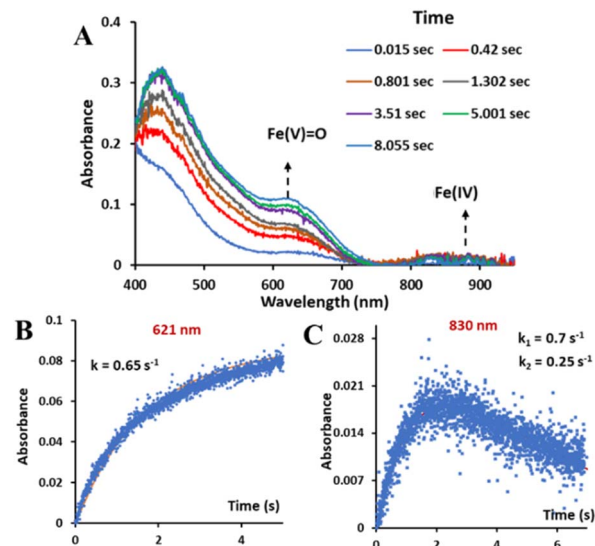 A
Time
0.015 sec
0.42 sec
0.801 sec
1.302 sec
3.51 sec
5.001 sec
8.055 sec
Fe(V)=O
Fe(IV)
Absorbance
0.4
0.3
0.2
0.1
0
400 500 600 700 800 900
Wavelength (nm)
B
621 nm
k = 0.65 s⁻¹
Absorbance
0.1
0.08
0.06
0.04
0.02
0
0 2 4
Time (s)
C
830 nm
k₁ = 0.7 s⁻¹
k₂ = 0.25 s⁻¹
Absorbance
0.028
0.021
0.014
0.007
0
0 2 4 6
Time (s)